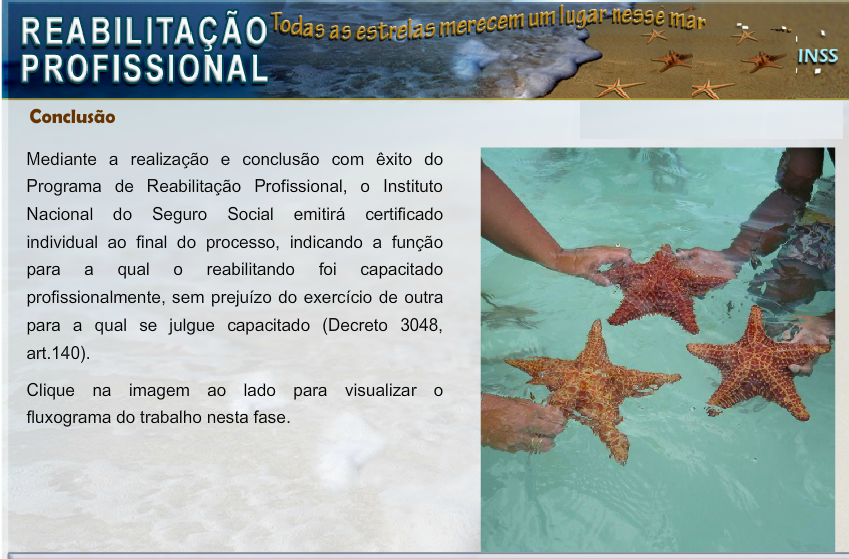 REABILITAÇÃO
PROFISSIONAL
Todas as estrelas merecem um lugar nesse mar
INSS
Conclusão
Mediante a realização e conclusão com êxito do
Programa de Reabilitação Profissional, o Instituto
Nacional do Seguro Social emitirá certificado
individual ao final do processo, indicando a função
para a qual o reabilitando foi capacitado
profissionalmente, sem prejuízo do exercício de outra
para a qual se julgue capacitado (Decreto 3048,
art.140).
Clique na imagem ao lado para visualizar o
fluxograma do trabalho nesta fase.